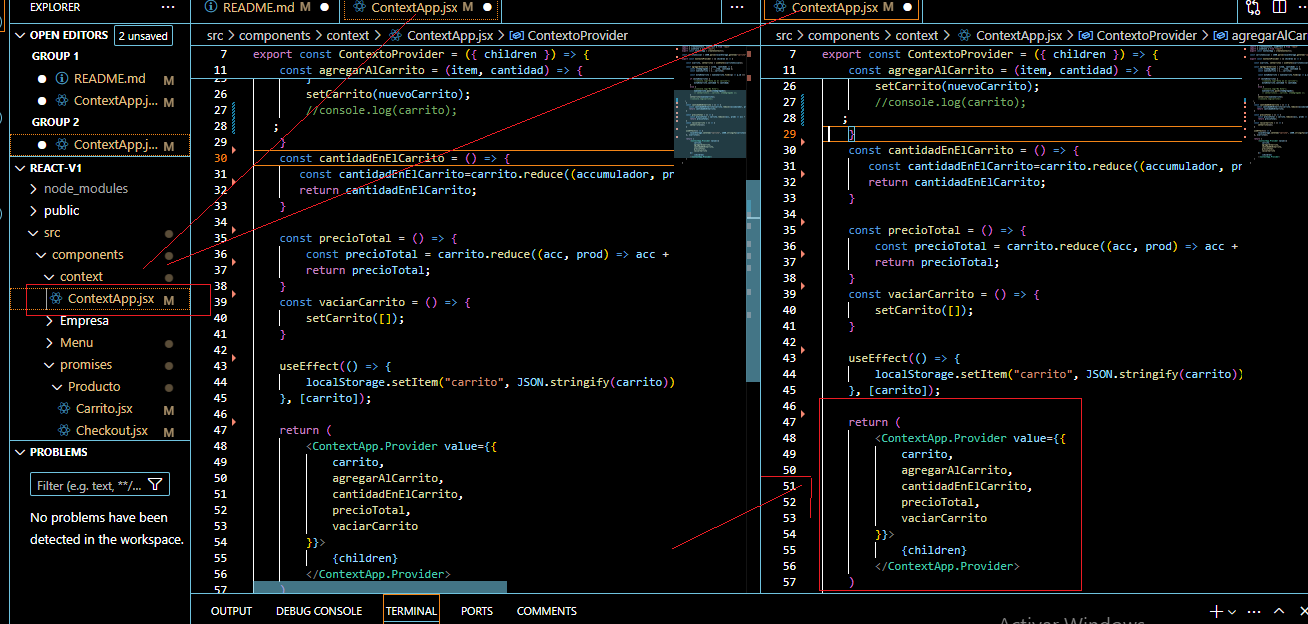 EXPLORER ...
OPEN EDITORS 2 unsaved
GROUP 1
README.md M
ContextApp.j... M
GROUP 2
ContextApp.j... M
REACT-V1
node_modules
public
src
components
context
ContextApp.jsx M
Empresa
Menu
promises
Producto
Carrito.jsx M
Checkout.jsx M
PROBLEMS
Filter (e.g. text, **/...
No problems have been
detected in the workspace.
README.md M
ContextApp.jsx M
...
src > components > context > ContextApp.jsx > ContextoProvider
7 export const ContextoProvider = ({ children }) => {
11 const agregarAlCarrito = (item, cantidad) => {
25 }
26 setCarrito(nuevoCarrito);
27 //console.log(carrito);
28 ;
29 }
30 const cantidadEnElCarrito = () => {
31 const cantidadEnElCarrito=carrito.reduce((acumulador, pr
32 return cantidadEnElCarrito;
33 }
34
35 const precioTotal = () => {
36 const precioTotal = carrito.reduce((acc, prod) => acc +
37 return precioTotal;
38 }
39 const vaciarCarrito = () => {
40 setCarrito([]);
41 }
42
43 useEffect(() => {
44 localStorage.setItem("carrito", JSON.stringify(carrito))
45 }, [carrito]);
46
47 return (
48 <ContextApp.Provider value={{
49 carrito,
50 agregarAlCarrito,
51 cantidadEnElCarrito,
52 precioTotal,
53 vaciarCarrito
54 }}>
55 {children}
56 </ContextApp.Provider>
57 )
ContextApp.jsx M
src > components > context > ContextApp.jsx > ContextoProvider > agregarAlCar
7 export const ContextoProvider = ({ children }) => {
11 const agregarAlCarrito = (item, cantidad) => {
26 setCarrito(nuevoCarrito);
27 //console.log(carrito);
28 ;
29 }
30 const cantidadEnElCarrito = () => {
31 const cantidadEnElCarrito=carrito.reduce((acumulador, pr
32 return cantidadEnElCarrito;
33 }
34
35 const precioTotal = () => {
36 const precioTotal = carrito.reduce((acc, prod) => acc +
37 return precioTotal;
38 }
39 const vaciarCarrito = () => {
40 setCarrito([]);
41 }
42
43 useEffect(() => {
44 localStorage.setItem("carrito", JSON.stringify(carrito))
45 }, [carrito]);
46
47 return (
48 <ContextApp.Provider value={{
49 carrito,
50 agregarAlCarrito,
51 cantidadEnElCarrito,
52 precioTotal,
53 vaciarCarrito
54 }}>
55 {children}
56 </ContextApp.Provider>
57 )
OUTPUT DEBUG CONSOLE TERMINAL PORTS COMMENTS
Activer Windows